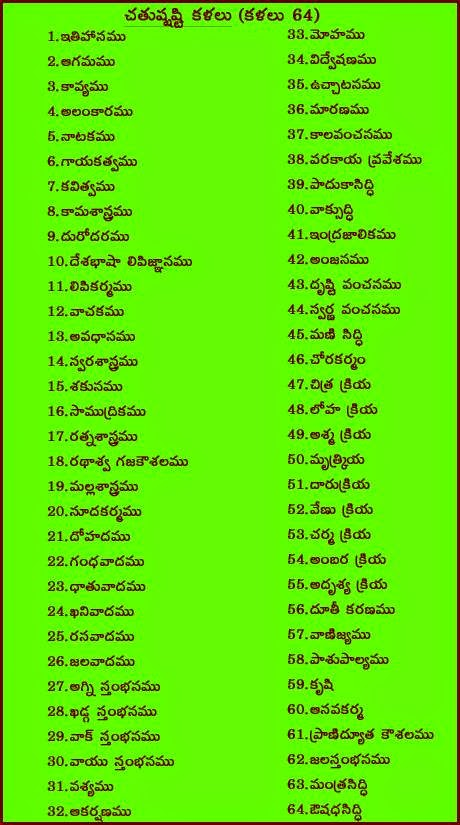 చతుష్షష్టి కళలు (కళలు 64)
1.ఇతిహాసము
2.ఆగమము
3.కావ్యము
4.అలంకారము
5.నాటకము
6.గాయకత్వము
7.కవిత్వము
8.కామశాస్త్రము
9.దురోదరము
10.దేశభాషా లిపిజ్ఞానము
11.లిపికర్మము
12.వాచకము
13.అవధానము
14.స్వరశాస్త్రము
15.శకునము
16.సాముద్రికము
17.రత్నశాస్త్రము
18.రథాశ్వ గజకౌశలము
19.మల్లశాస్త్రము
20.సూదకర్మము
21.దోహదము
22.గంధవాదము
23.ధాతువాదము
24.ఖనివాదము
25.రసవాదము
26.జలవాదము
27.అగ్ని స్తంభనము
28.ఖడ్గ స్తంభనము
29.వాక్ స్తంభనము
30.వాయు స్తంభనము
31.వశ్యము
32.ఆకర్షణము
33.మోహము
34.విద్వేషణము
35.ఉచ్చాటనము
36.మారణము
37.కాలవంచనము
38.పరకాయ ప్రవేశము
39.పాదుకాసిద్ధి
40.వాక్సుద్ధి
41.ఇంద్రజాలికము
42.అంజనము
43.దృష్టి వంచనము
44.స్వర్ణ వంచనము
45.మణి సిద్ధి
46.చోరకర్మం
47.చిత్ర క్రియ
48.లోహ క్రియ
49.అశ్మ క్రియ
50.మృత్క్రియ
51.దారుక్రియ
52.వేణు క్రియ
53.చర్మ క్రియ
54.అంబర క్రియ
55.అదృశ్య క్రియ
56.దూతీ కరణము
57.వాణిజ్యము
58.పాశుపాల్యము
59.కృషి
60.ఆసవకర్మ
61.ప్రాణిద్యూత కౌశలము
62.జలస్తంభనము
63.మంత్రసిద్ధి
64.ఔషధసిద్ధి